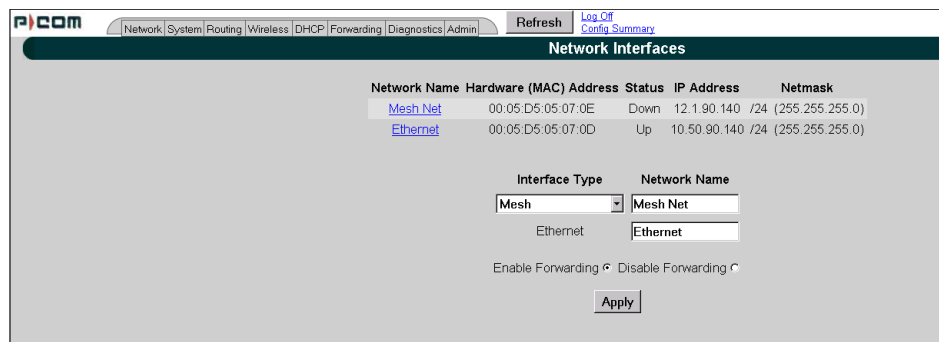 P)COM Network System Routing Wireless DHCP Forwarding Diagnostics Admin Refresh Log Off
Config Summary
Network Interfaces
Network Name Hardware (MAC) Address Status IP Address Netmask
Mesh Net 00:05:D5:05:07:0E Down 12.1.90.140 /24 (255.255.255.0)
Ethernet 00:05:D5:05:07:0D Up 10.50.90.140 /24 (255.255.255.0)
Interface Type Network Name
Mesh Mesh Net
Ethernet Ethernet
Enable Forwarding Disable Forwarding
Apply